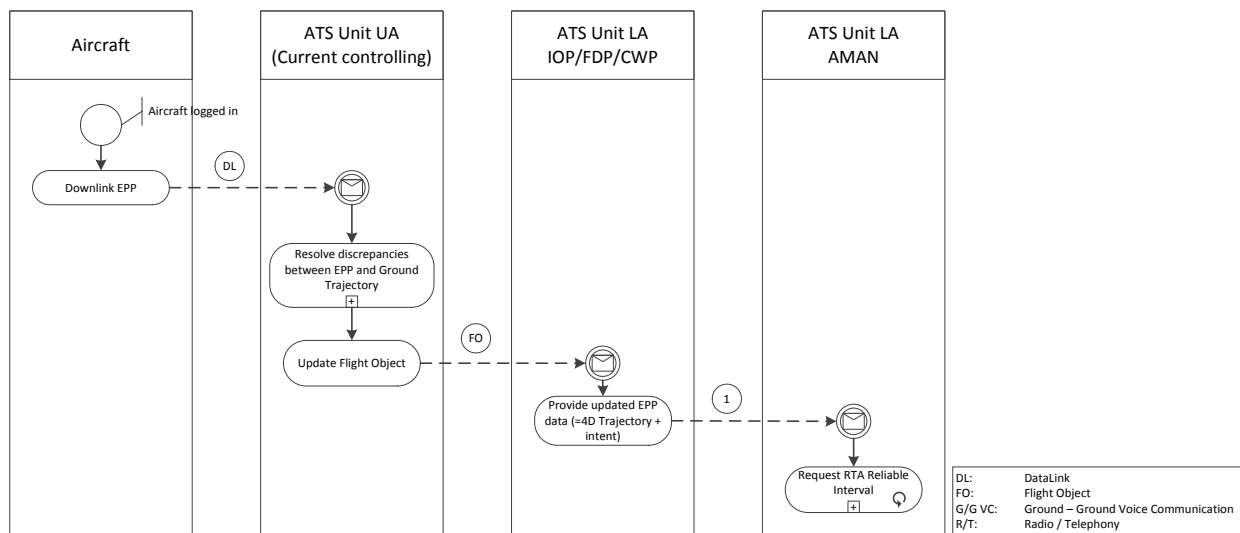 Aircraft
ATS Unit UA
(Current controlling)
ATS Unit LA
IOP/FDP/CWP
ATS Unit LA
AMAN
Aircraft logged in
Downlink EPP
DL
Resolve discrepancies
between EPP and Ground
Trajectory
+
Update Flight Object
FO
Provide updated EPP
data (=4D Trajectory +
intent)
1
Request RTA Reliable
Interval
+
DL: DataLink
FO: Flight Object
G/G VC: Ground – Ground Voice Communication
R/T: Radio / Telephony